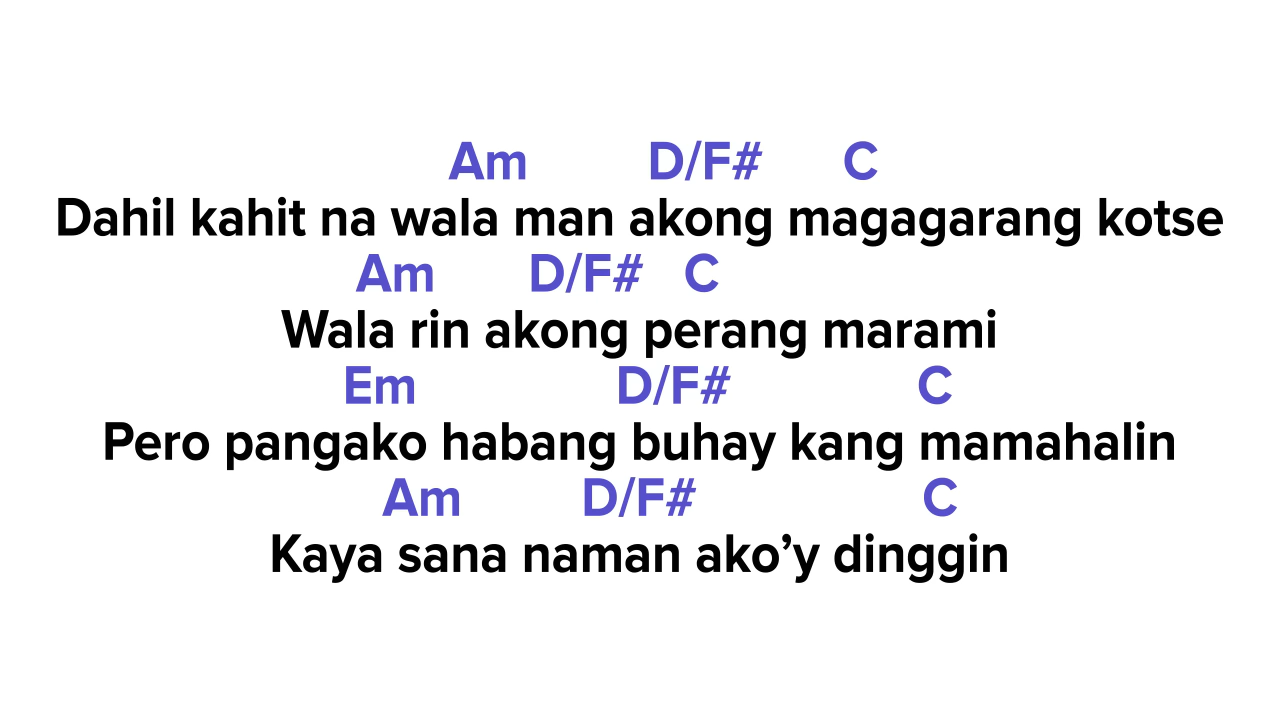 Am D/F# C
Dahil kahit na wala man akong magagarang kotse
Am D/F# C
Wala rin akong perang marami
Em D/F# C
Pero pangako habang buhay kang mamahalin
Am D/F# C
Kaya sana naman ako’y dinggin